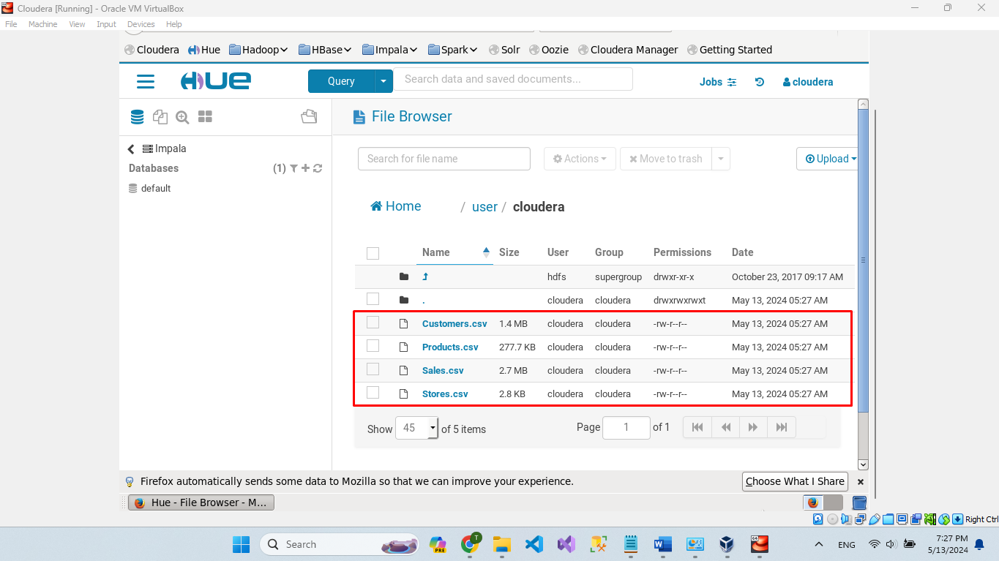 Cloudera [Running] - Oracle VM VirtualBox
File Machine View Input Devices Help
Cloudera Hue Hadoop HBase Impala Spark Solr Oozie Cloudera Manager Getting Started
HUE Query Search data and saved documents... Jobs cloudera
File Browser
Impala
Databases (1)
default
Search for file name Actions Move to trash Upload
Home / user / cloudera
Name Size User Group Permissions Date
hdfs supergroup drwxr-xr-x October 23, 2017 09:17 AM
. cloudera cloudera drwxrwxrwxt May 13, 2024 05:27 AM
Customers.csv 1.4 MB cloudera cloudera -rw-r--r-- May 13, 2024 05:27 AM
Products.csv 277.7 KB cloudera cloudera -rw-r--r-- May 13, 2024 05:27 AM
Sales.csv 2.7 MB cloudera cloudera -rw-r--r-- May 13, 2024 05:27 AM
Stores.csv 2.8 KB cloudera cloudera -rw-r--r-- May 13, 2024 05:27 AM
Show 45 of 5 items Page 1 of 1
Firefox automatically sends some data to Mozilla so that we can improve your experience. Choose What I Share
Hue - File Browser - M...
Right Ctrl
Search PRE T 64 ENG 7:27 PM
5/13/2024